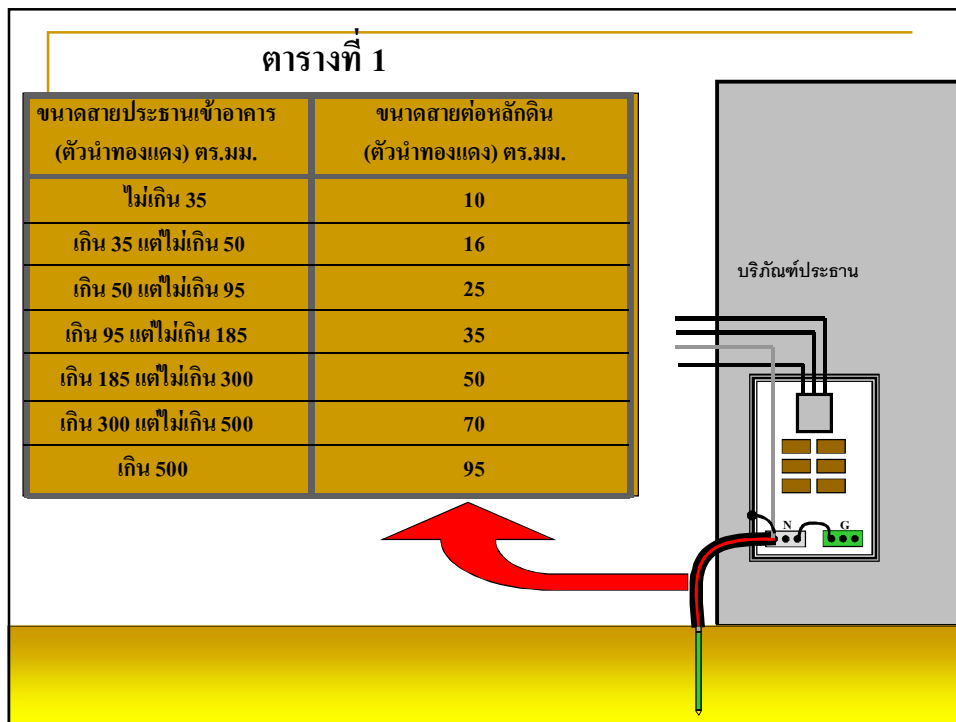 ตารางที่ 1
ขนาดสายประธานเข้าอาคาร ขนาดสายต่อหลักดิน
(ตัวนำทองแดง) ตร.มม. (ตัวนำทองแดง) ตร.มม.
ไม่เกิน 35 10
เกิน 35 แต่ไม่เกิน 50 16
เกิน 50 แต่ไม่เกิน 95 25
เกิน 95 แต่ไม่เกิน 185 35
เกิน 185 แต่ไม่เกิน 300 50
เกิน 300 แต่ไม่เกิน 500 70
เกิน 500 95
บริภัณฑ์ประธาน
N G